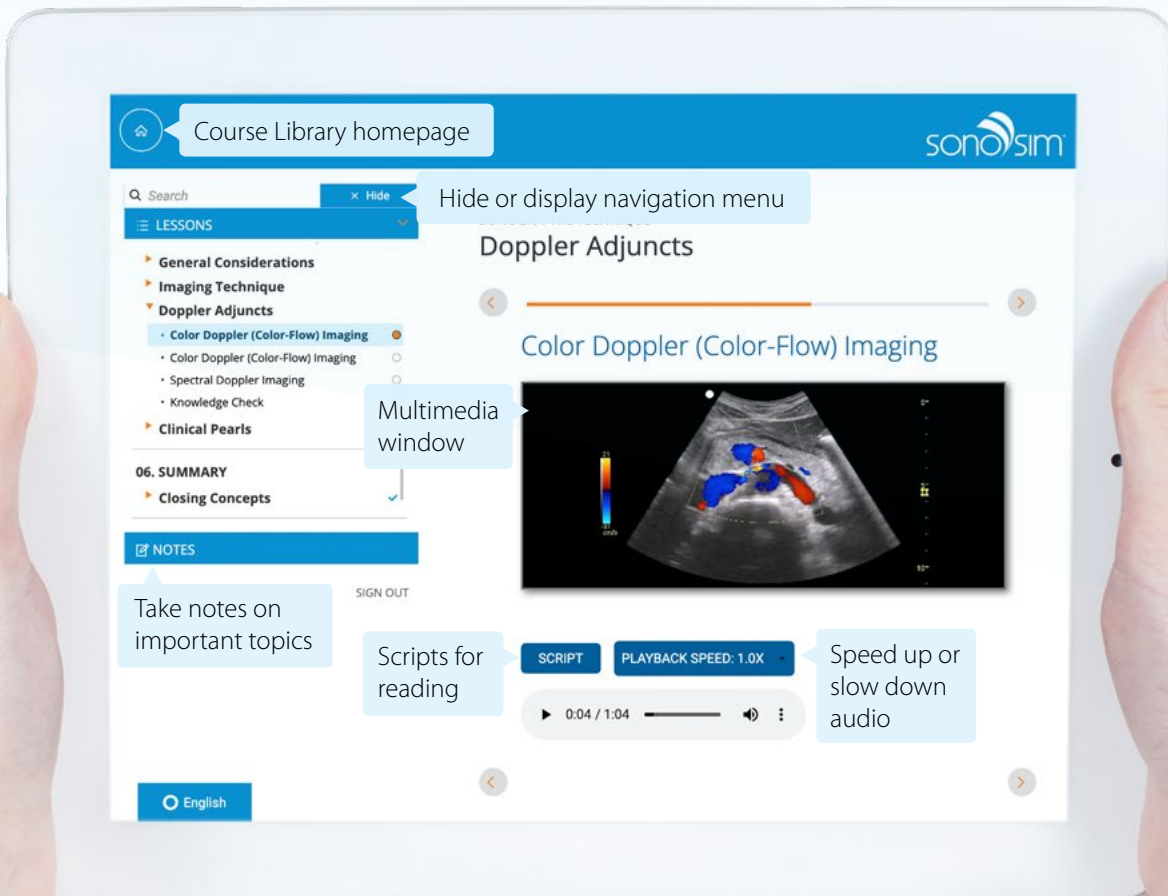 Course Library homepage
sonosim
Search
× Hide
Hide or display navigation menu
LESSONS
Doppler Adjuncts
General Considerations
Imaging Technique
Doppler Adjuncts
Color Doppler (Color-Flow) Imaging
Color Doppler (Color-Flow) Imaging
Spectral Doppler Imaging
Knowledge Check
Clinical Pearls
06. SUMMARY
Closing Concepts
NOTES
SIGN OUT
Take notes on
important topics
Color Doppler (Color-Flow) Imaging
Multimedia
window
21
-21
cm/s
Scripts for
reading
SCRIPT
PLAYBACK SPEED: 1.0X
Speed up or
slow down
audio
0:04 / 1:04
English